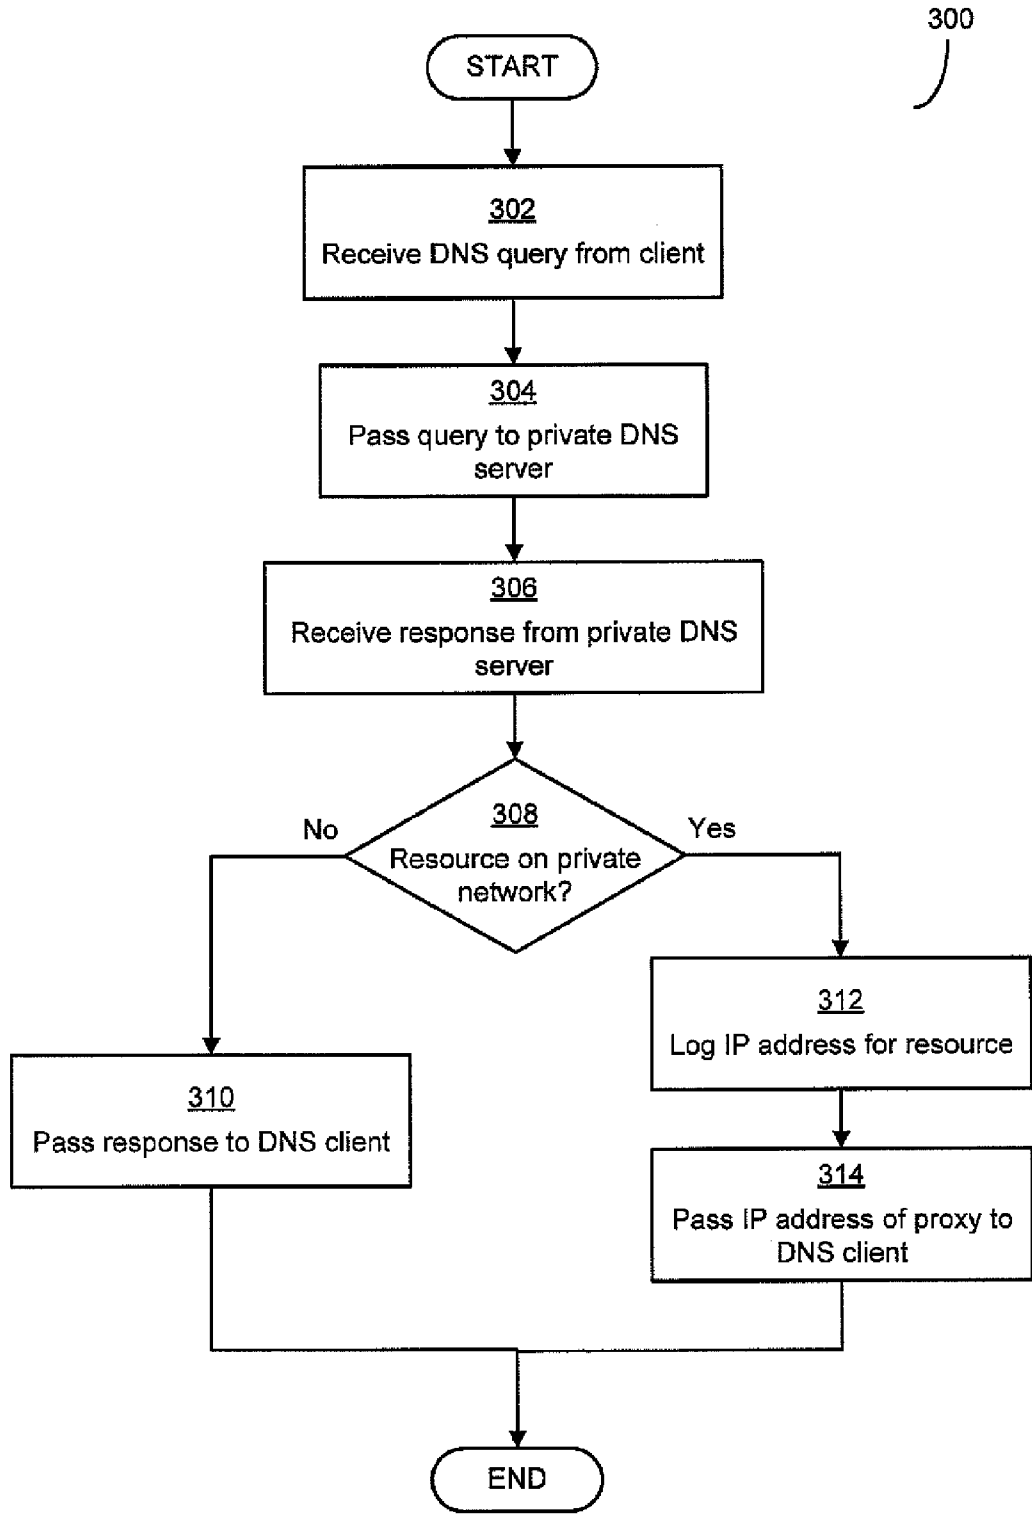 300
START
302
Receive DNS query from client
304
Pass query to private DNS
server
306
Receive response from private DNS
server
308
Resource on private
network?
No
Yes
312
Log IP address for resource
310
Pass response to DNS client
314
Pass IP address of proxy to
DNS client
END